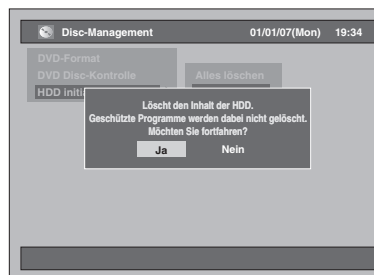 Disc-Management 01/01/07(Mon) 19:34
DVD-Format
DVD Disc-Kontrolle Alles löschen
HDD initi
Löscht den Inhalt der HDD.
Geschützte Programme werden dabei nicht gelöscht.
Möchten Sie fortfahren?
Ja Nein